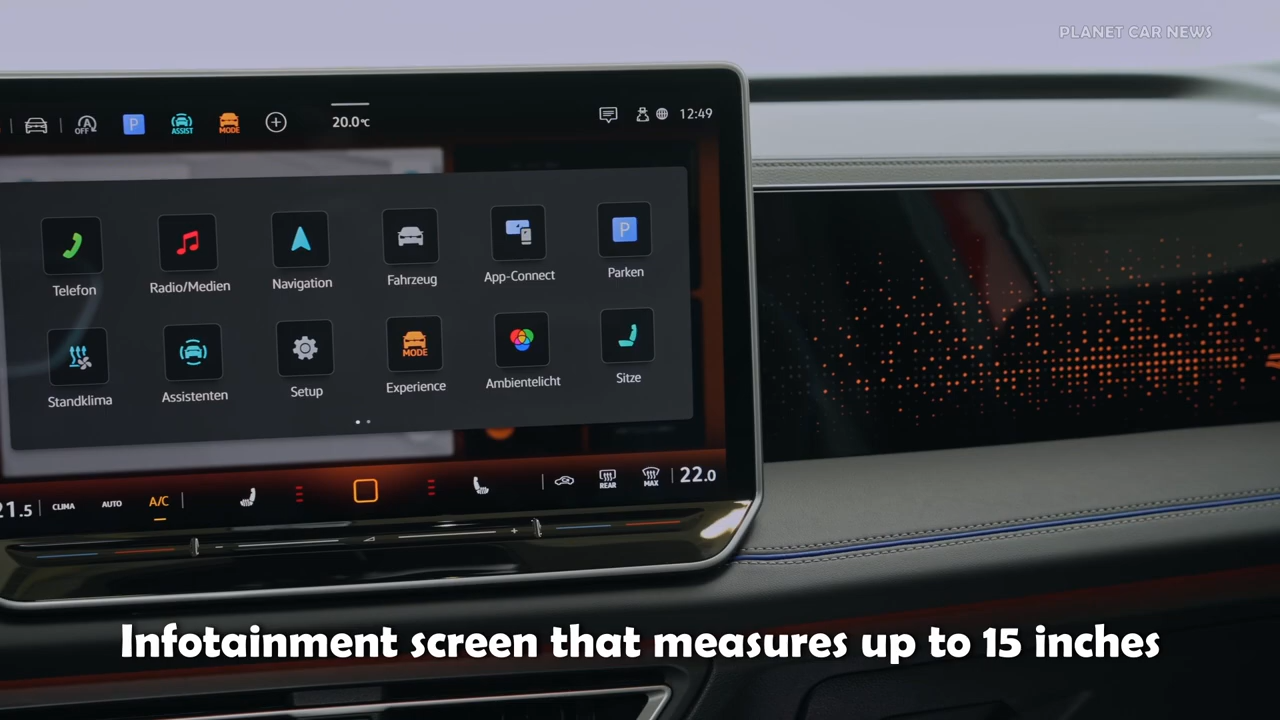 PLANET CAR NEWS
A OFF
P
ASSIST
MODE
20.0°C
12:49
Telefon
Radio/Medien
Navigation
Fahrzeug
App-Connect
P
Parken
Standklima
Assistenten
Setup
MODE
Experience
Ambientelicht
Sitze
21.5
CLIMA
AUTO
A/C
REAR
MAX
22.0
- +
Infotainment screen that measures up to 15 inches